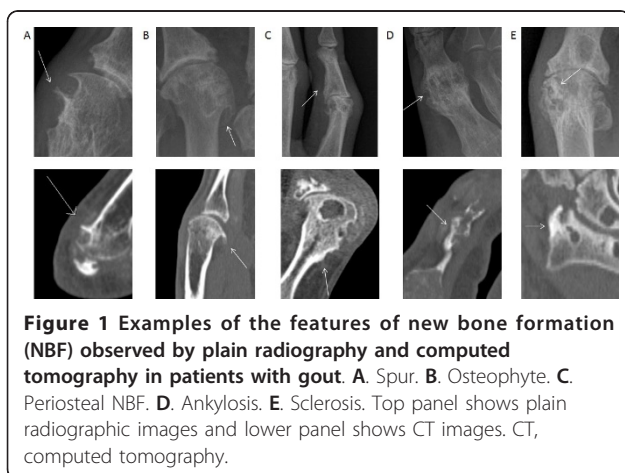 A B C D E
Figure 1 Examples of the features of new bone formation
(NBF) observed by plain radiography and computed
tomography in patients with gout. A. Spur. B. Osteophyte. C.
Periosteal NBF. D. Ankylosis. E. Sclerosis. Top panel shows plain
radiographic images and lower panel shows CT images. CT,
computed tomography.